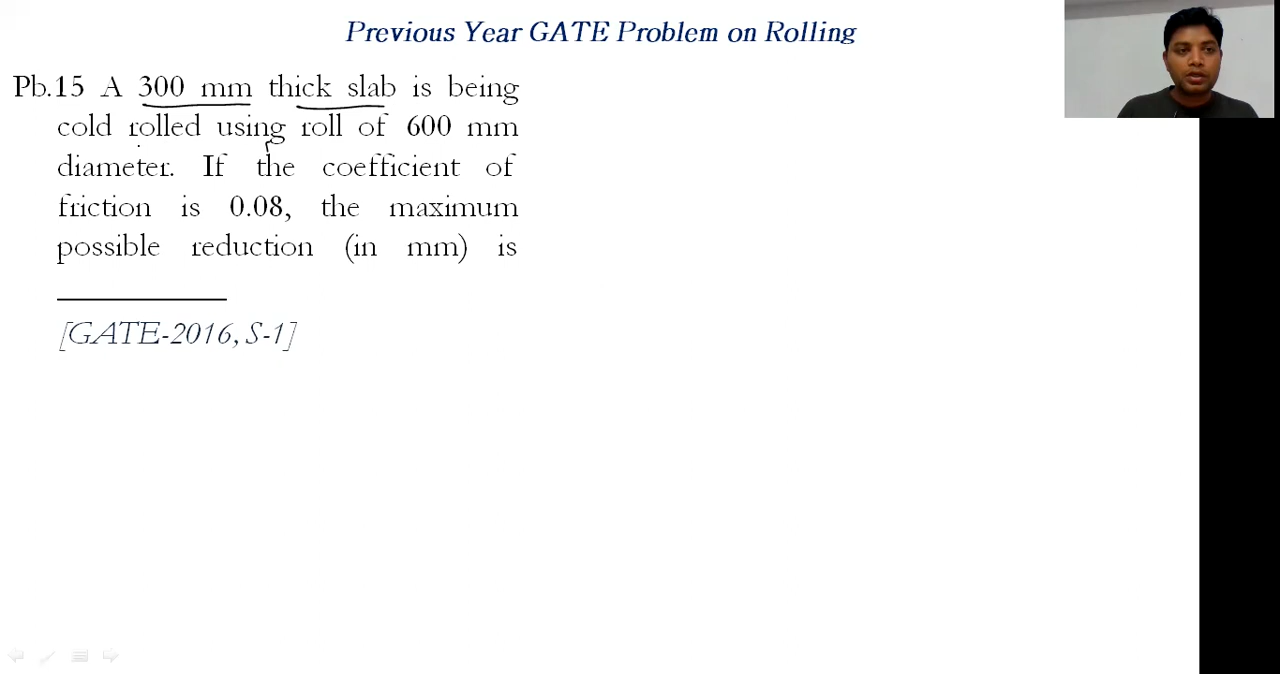 Previous Year GATE Problem on Rolling
Pb.15 A 300 mm thick slab is being
cold rolled using roll of 600 mm
diameter. If the coefficient of
friction is 0.08, the maximum
possible reduction (in mm) is
[GATE-2016, S-1]